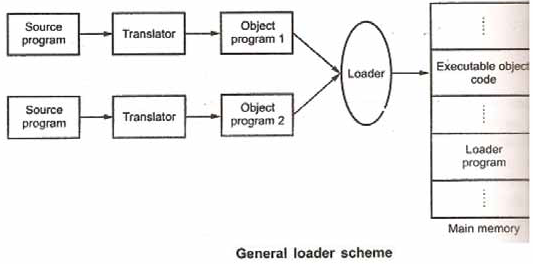 Source
program
Translator
Object
program 1
Source
program
Translator
Object
program 2
Loader
Executable object
code
Loader
program
Main memory
General loader scheme